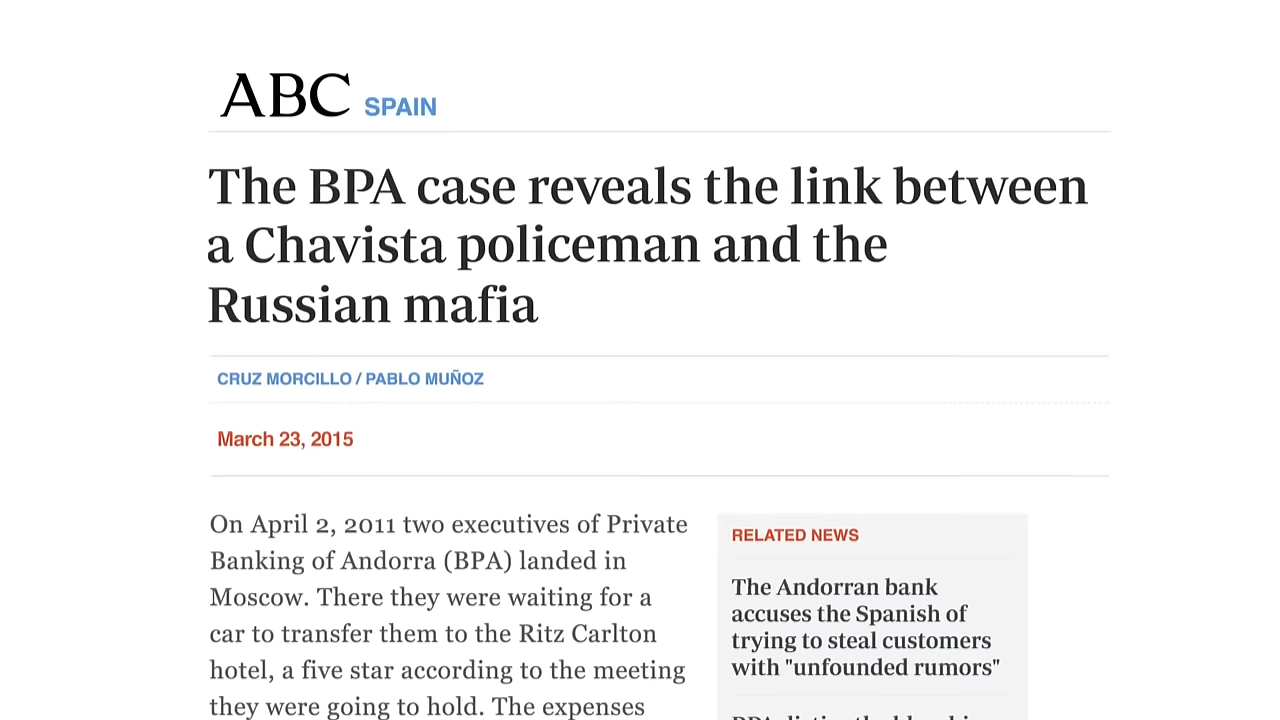 ABC SPAIN
The BPA case reveals the link between
a Chavista policeman and the
Russian mafia
CRUZ MORCILLO / PABLO MUÑOZ
March 23, 2015
On April 2, 2011 two executives of Private
Banking of Andorra (BPA) landed in
Moscow. There they were waiting for a
car to transfer them to the Ritz Carlton
hotel, a five star according to the meeting
they were going to hold. The expenses
RELATED NEWS
The Andorran bank
accuses the Spanish of
trying to steal customers
with "unfounded rumors"